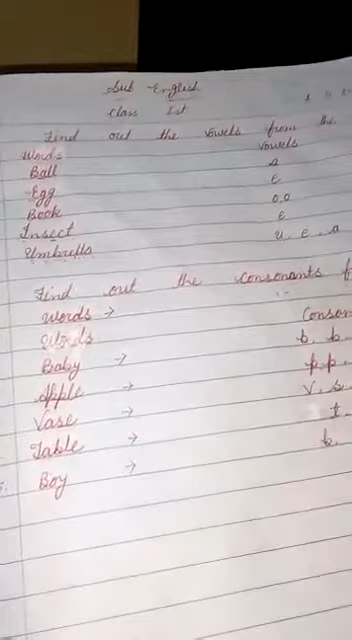 Sub English
Class 1st
Find out the vowels from the
Words vowels
Ball a
Egg e
Book o,o
Insect e
Umbrella u, e, a
Find out the consonants f
Words →
Words Conson
Baby → b, b
Apple → p, p.
Vase → V, s
Table → t.
Boy → b.